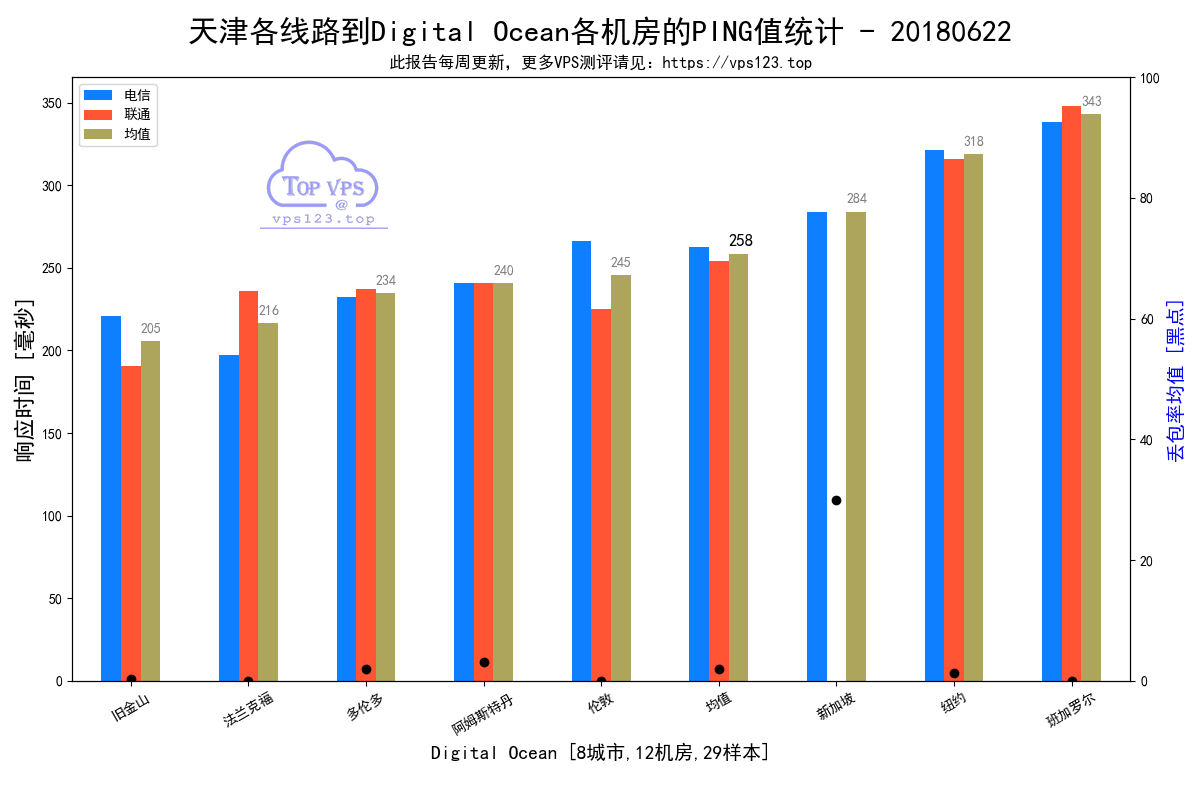 天津各线路到Digital Ocean各机房的PING值统计 - 20180622
此报告每周更新，更多VPS测评请见：https://vps123.top
电信
联通
均值
TOP VPS
@
vps123.top
响应时间 [毫秒]
350
300
250
200
150
100
50
0
205
216
234
240
245
258
284
318
343
100
80
60
40
20
0
丢包率均值 [黑点]
旧金山
法兰克福
多伦多
阿姆斯特丹
伦敦
均值
新加坡
纽约
班加罗尔
Digital Ocean [8城市,12机房,29样本]